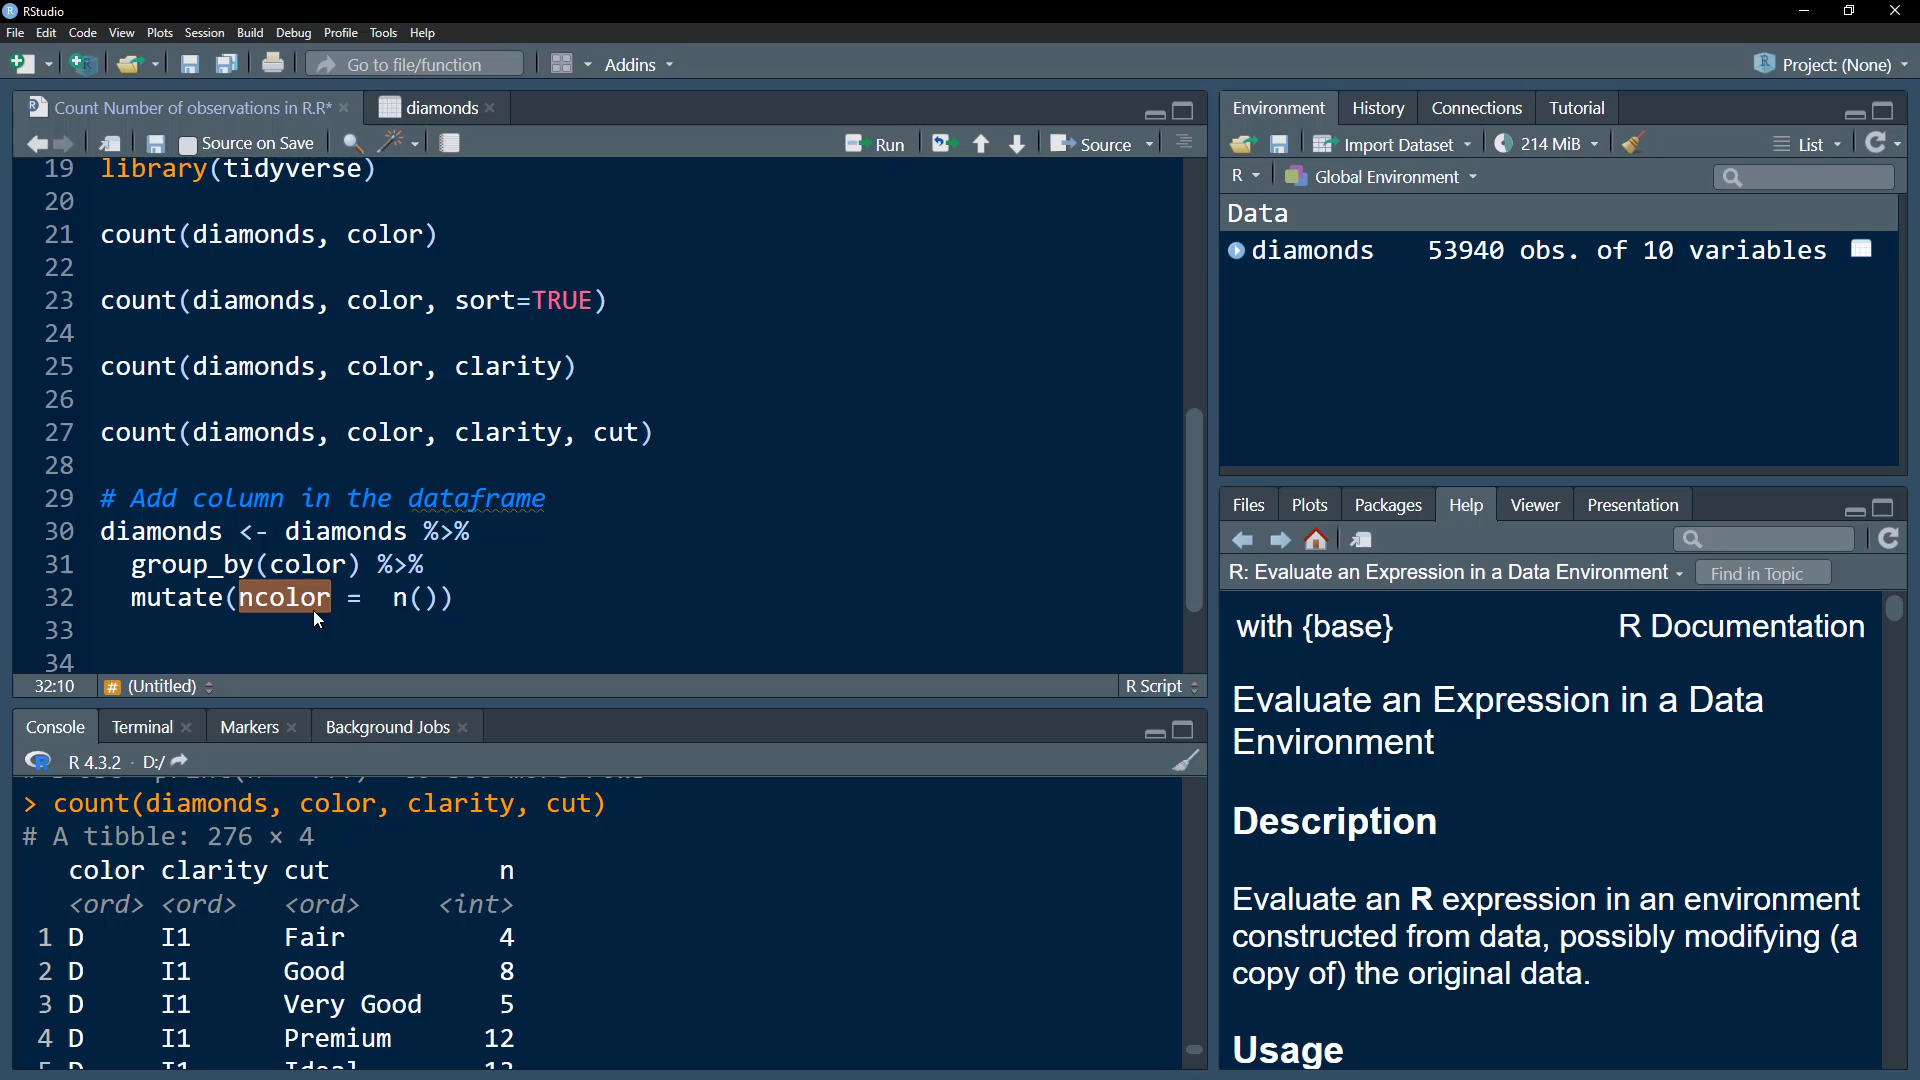 RStudio
File Edit Code View Plots Session Build Debug Profile Tools Help
Go to file/function Addins Project: (None)
Count Number of observations in R.R* diamonds
Source on Save Run Source
19 library(tidyverse)
20
21 count(diamonds, color)
22
23 count(diamonds, color, sort=TRUE)
24
25 count(diamonds, color, clarity)
26
27 count(diamonds, color, clarity, cut)
28
29 # Add column in the dataframe
30 diamonds <- diamonds %>%
31 group_by(color) %>%
32 mutate(ncolor = n())
33
34
32:10 # (Untitled) R Script
Console Terminal Markers Background Jobs
R 4.3.2 · D:/
> count(diamonds, color, clarity, cut)
# A tibble: 276 × 4
color clarity cut n
<ord> <ord> <ord> <int>
1 D I1 Fair 4
2 D I1 Good 8
3 D I1 Very Good 5
4 D I1 Premium 12
Environment History Connections Tutorial
Import Dataset 214 MiB List
R Global Environment
Data
diamonds 53940 obs. of 10 variables
Files Plots Packages Help Viewer Presentation
R: Evaluate an Expression in a Data Environment Find in Topic
with {base} R Documentation
Evaluate an Expression in a Data
Environment
Description
Evaluate an R expression in an environment
constructed from data, possibly modifying (a
copy of) the original data.
Usage